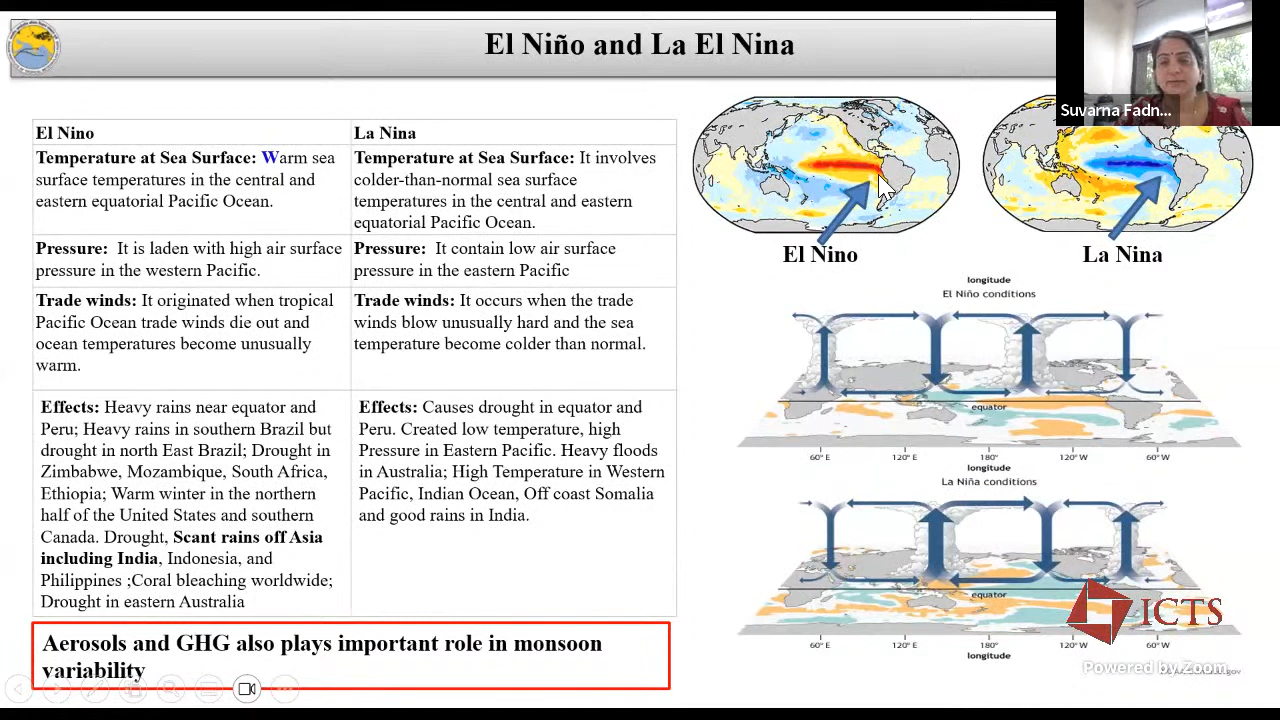 El Niño and La El Nina
Suvarna Fadn...
El Nino
La Nina
Temperature at Sea Surface: Warm sea
surface temperatures in the central and
eastern equatorial Pacific Ocean.
Temperature at Sea Surface: It involves
colder-than-normal sea surface
temperatures in the central and eastern
equatorial Pacific Ocean.
Pressure: It is laden with high air surface
pressure in the western Pacific.
Pressure: It contain low air surface
pressure in the eastern Pacific
Trade winds: It originated when tropical
Pacific Ocean trade winds die out and
ocean temperatures become unusually
warm.
Trade winds: It occurs when the trade
winds blow unusually hard and the sea
temperature become colder than normal.
Effects: Heavy rains near equator and
Peru; Heavy rains in southern Brazil but
drought in north East Brazil; Drought in
Zimbabwe, Mozambique, South Africa,
Ethiopia; Warm winter in the northern
half of the United States and southern
Canada. Drought, Scant rains off Asia
including India, Indonesia, and
Philippines ;Coral bleaching worldwide;
Drought in eastern Australia
Effects: Causes drought in equator and
Peru. Created low temperature, high
Pressure in Eastern Pacific. Heavy floods
in Australia; High Temperature in Western
Pacific, Indian Ocean, Off coast Somalia
and good rains in India.
Aerosols and GHG also plays important role in monsoon
variability
El Nino
La Nina
longitude
El Niño conditions
equator
60° E 120° E 180° 120° W 60° W
longitude
La Niña conditions
equator
60° E 120° E 180° 120° W 60° W
longitude
ICTS
Powered by Zoom